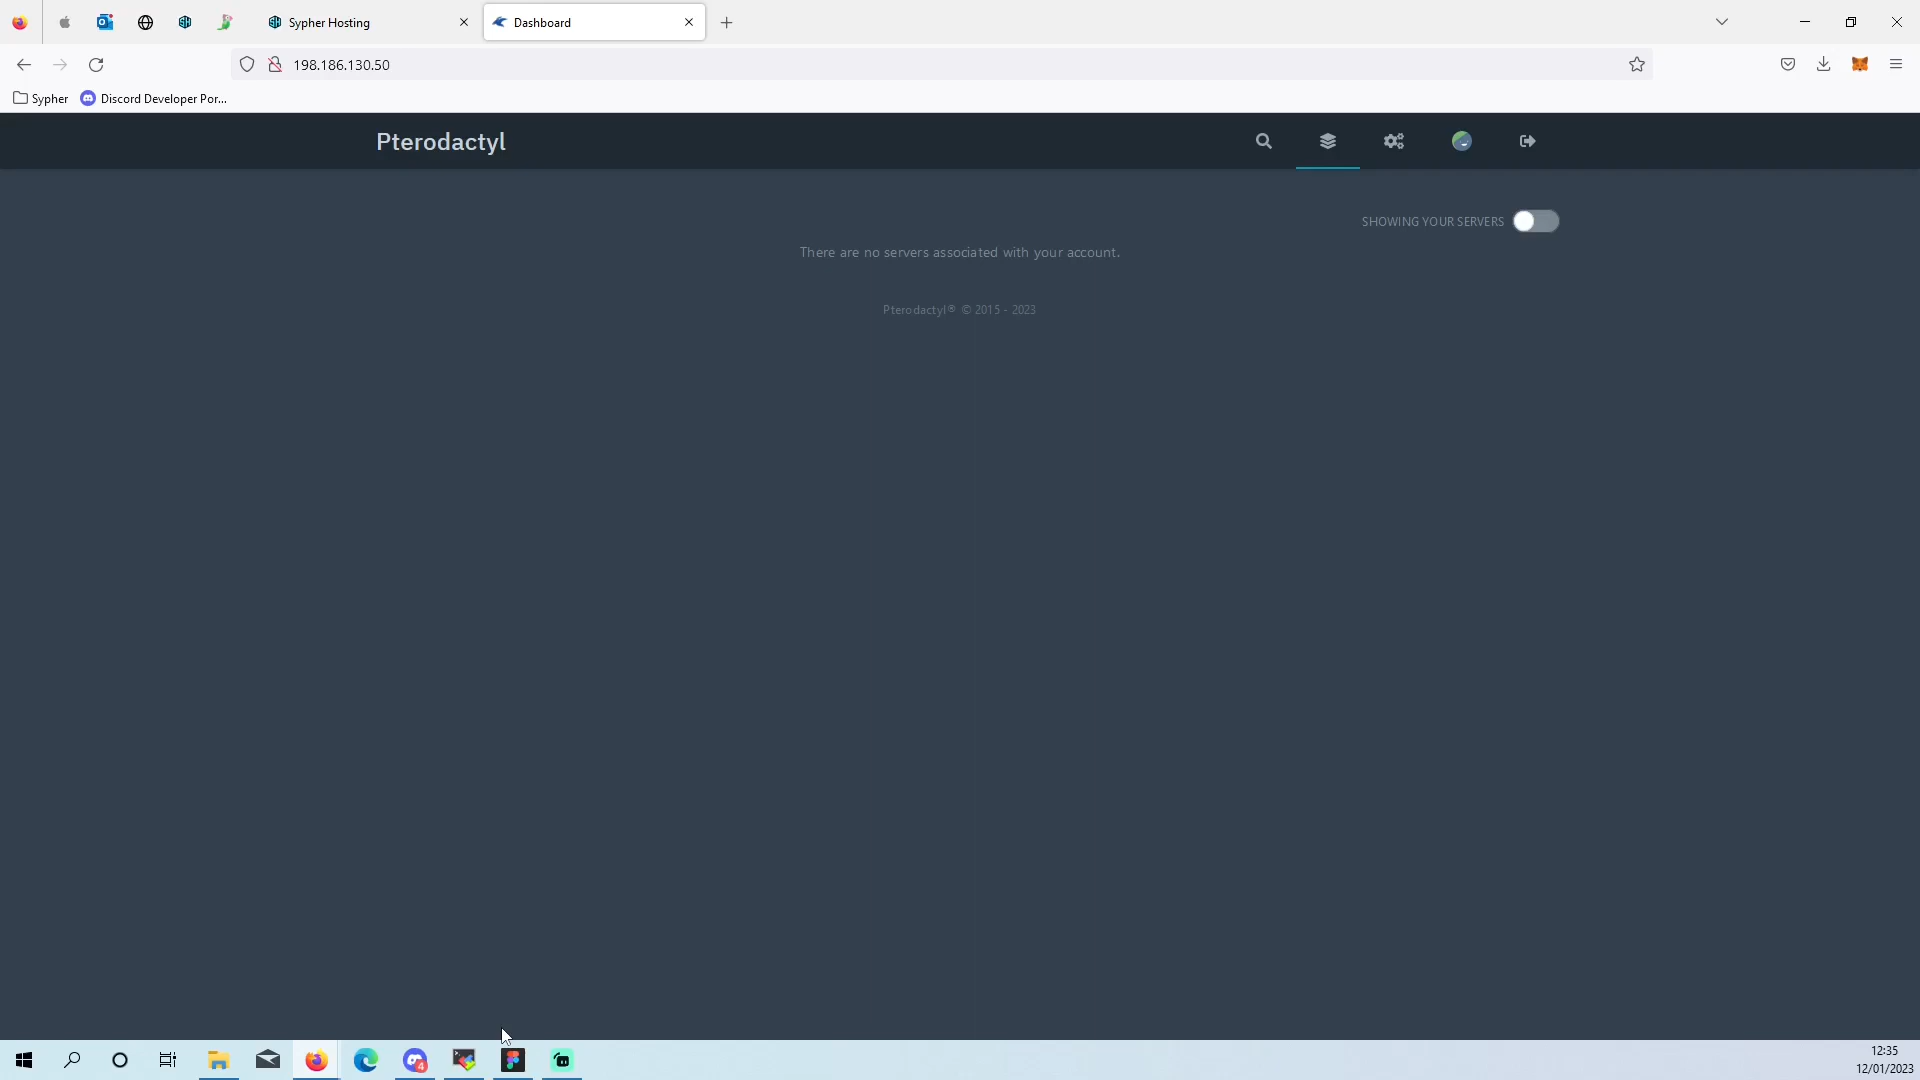 Sypher Hosting
Dashboard
198.186.130.50
Sypher
Discord Developer Por...
Pterodactyl
SHOWING YOUR SERVERS
There are no servers associated with your account.
Pterodactyl® © 2015 - 2023
4
12:35
12/01/2023